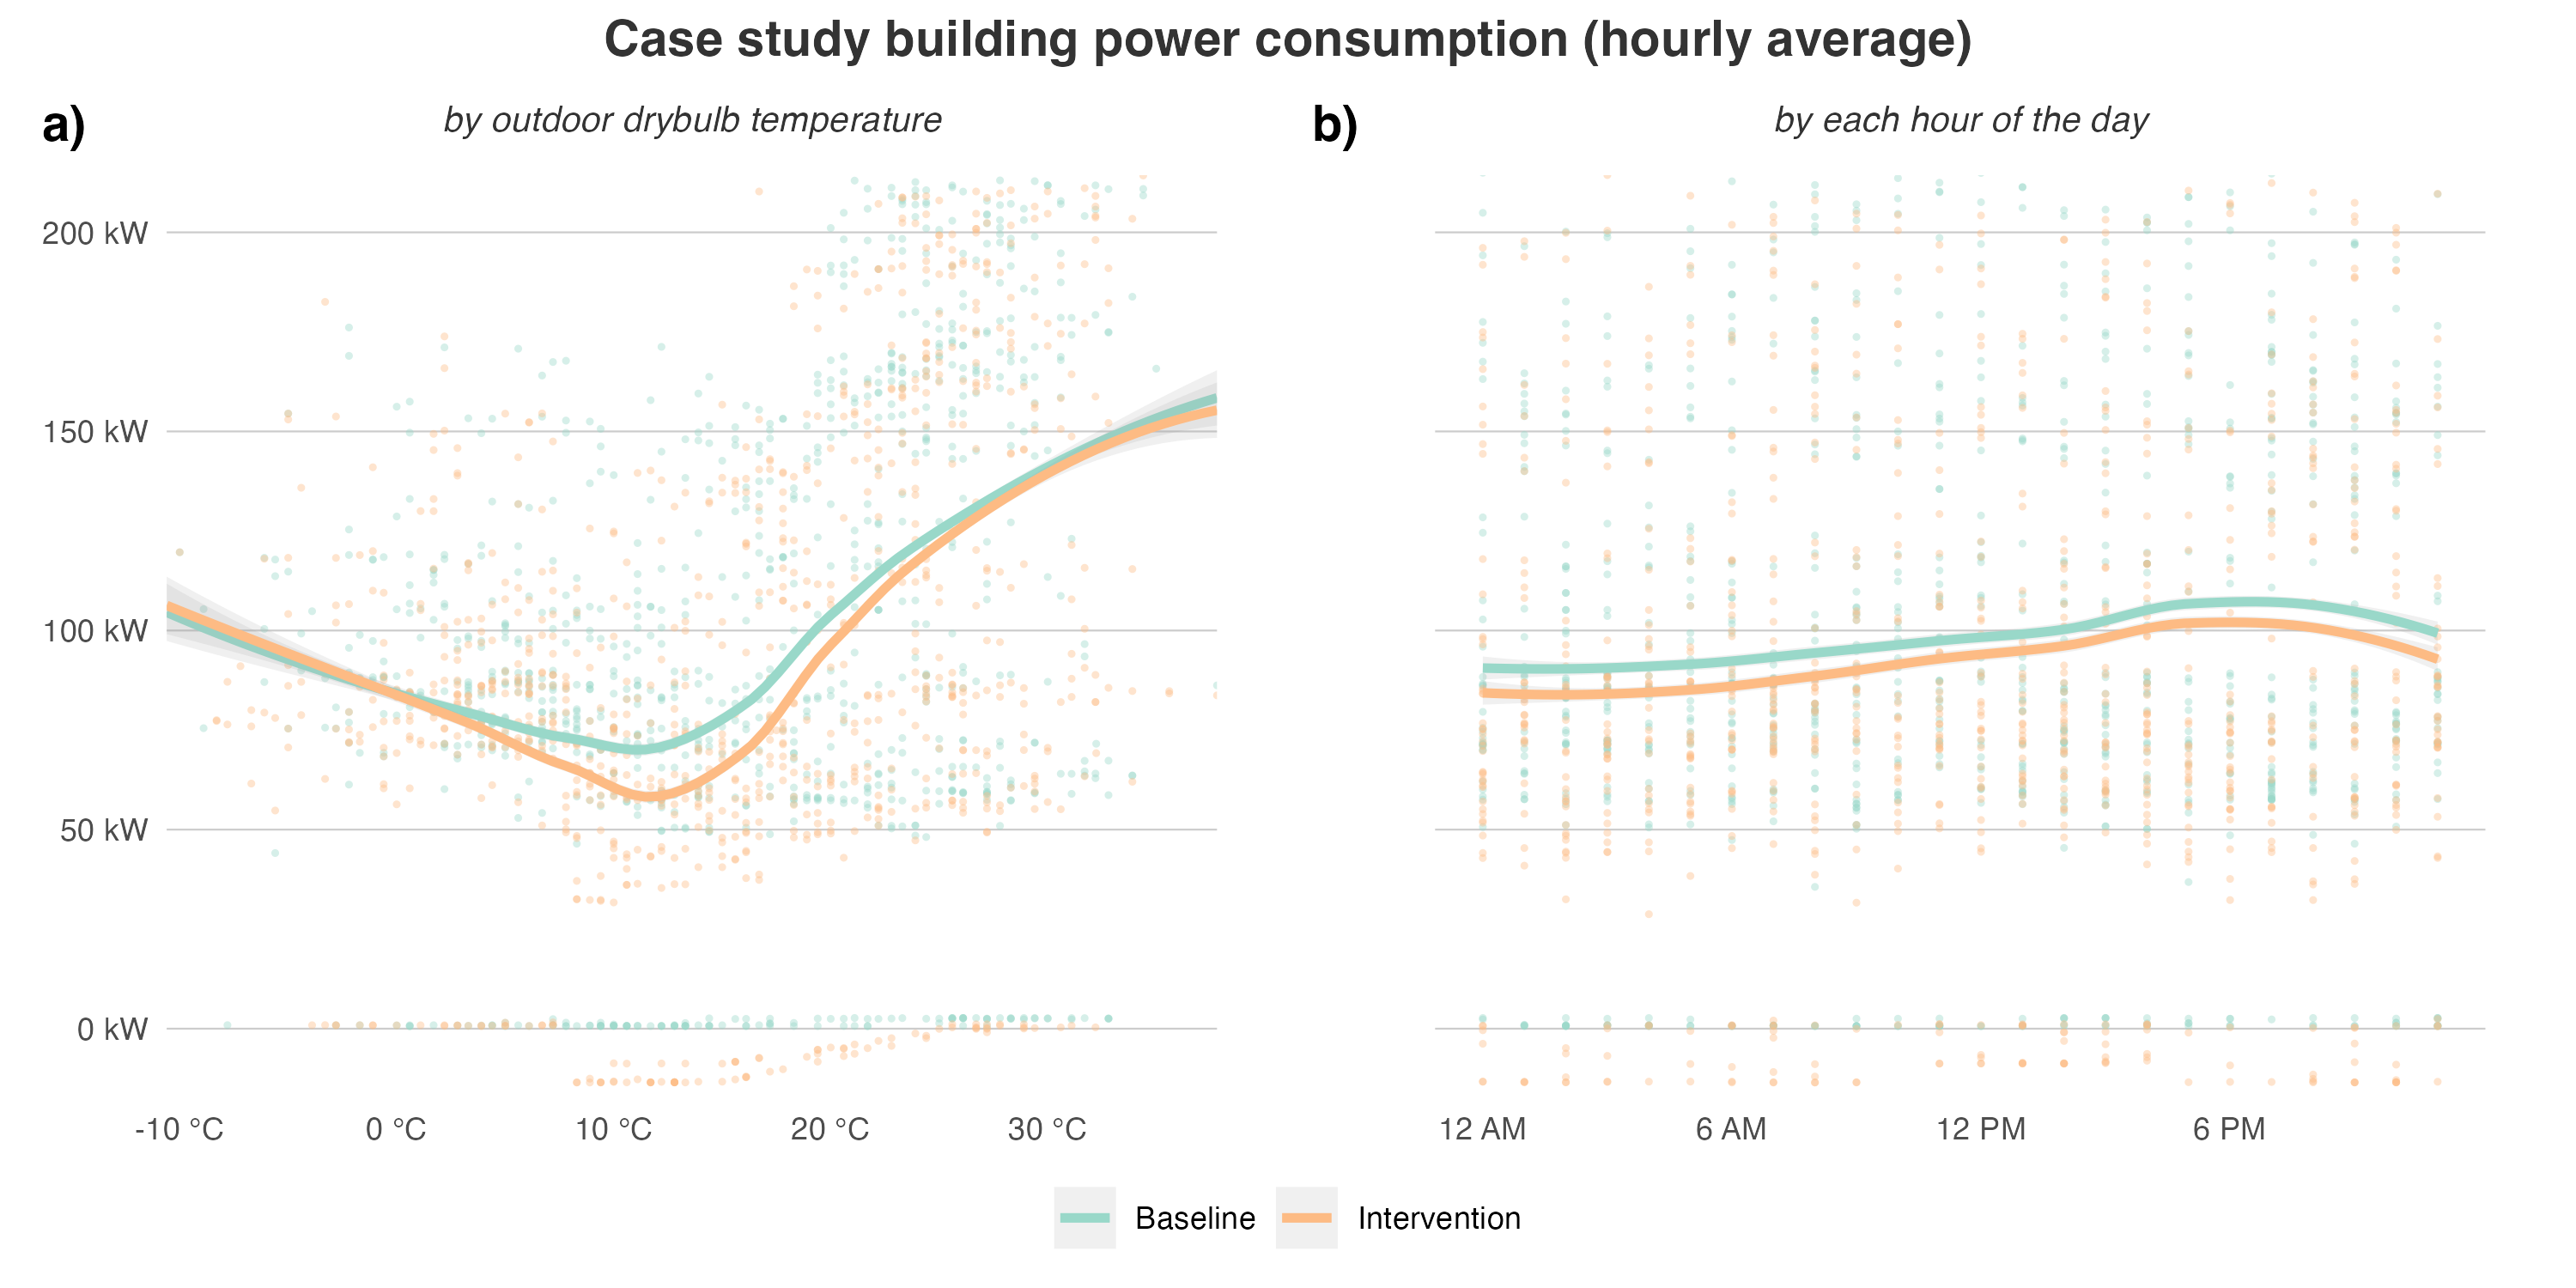 Case study building power consumption (hourly average)
a)
by outdoor drybulb temperature
200 kW
150 kW
100 kW
50 kW
0 kW
-10 °C 0 °C 10 °C 20 °C 30 °C
b)
by each hour of the day
12 AM 6 AM 12 PM 6 PM
Baseline Intervention